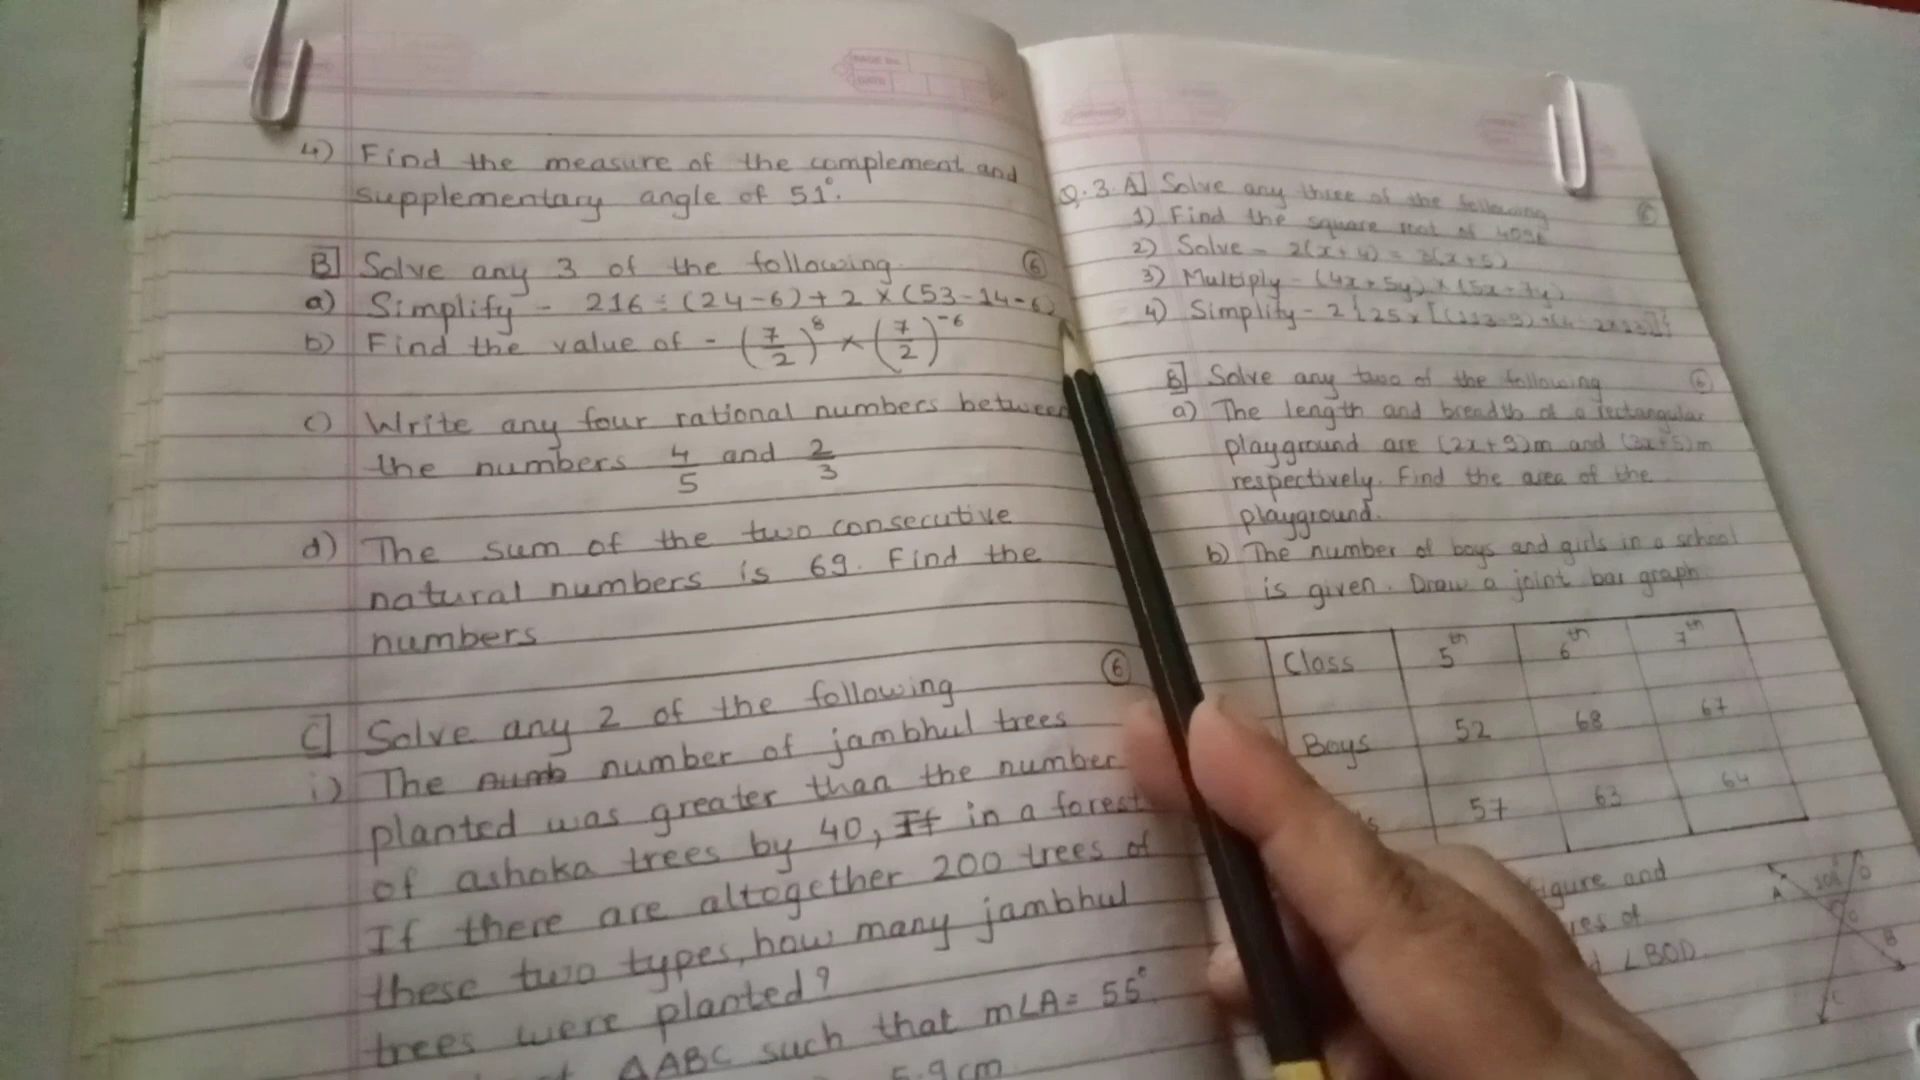 4) Find the measure of the complement and
supplementary angle of 51°.
B] Solve any 3 of the following. 6
a) Simplify - 216 ÷ (24-6) + 2 × (53-14-6)
b) Find the value of - (7/2)^8 × (7/2)^-6
c) Write any four rational numbers between
the numbers 4/5 and 2/3
d) The sum of the two consecutive
natural numbers is 69. Find the
numbers
6
C] Solve any 2 of the following
i) The number of jambhul trees
planted was greater than the number
of ashoka trees by 40, in a forest
If there are altogether 200 trees of
these two types, how many jambhul
trees were planted?
ΔABC such that m∠A= 55°
5.9cm
Q.3.A] Solve any three of the following
1) Find the square root of
2) Solve - 2(x+4) = (x+5)
3) Multiply - (4x+5y) × (5x+7y)
4) Simplify - 2
B] Solve any two of the following 6
a) The length and breadth of a rectangular
playground are (2x+9)m and (3x+5)m
respectively. Find the area of the
playground.
b) The number of boys and girls in a school
is given. Draw a joint bar graph.
Class 5th 6th 7th
Boys 52 68 67
57 63 64
figure and
of
∠BOD.
A
D
O
B
C